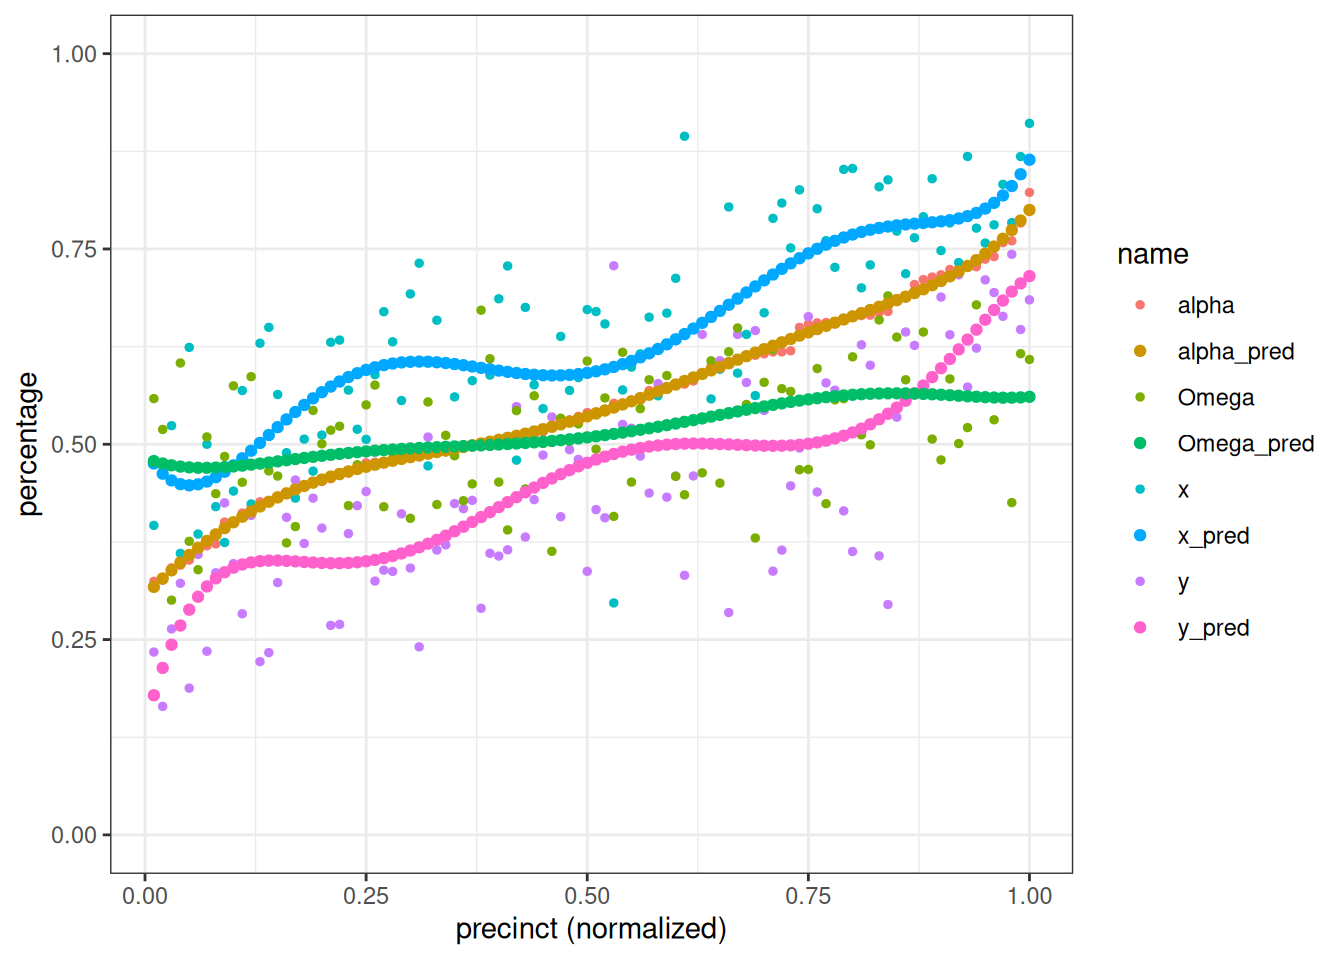 1.00
0.75
0.50
0.25
0.00
percentage
0.00 0.25 0.50 0.75 1.00
precinct (normalized)
name
alpha
alpha_pred
Omega
Omega_pred
x
x_pred
y
y_pred